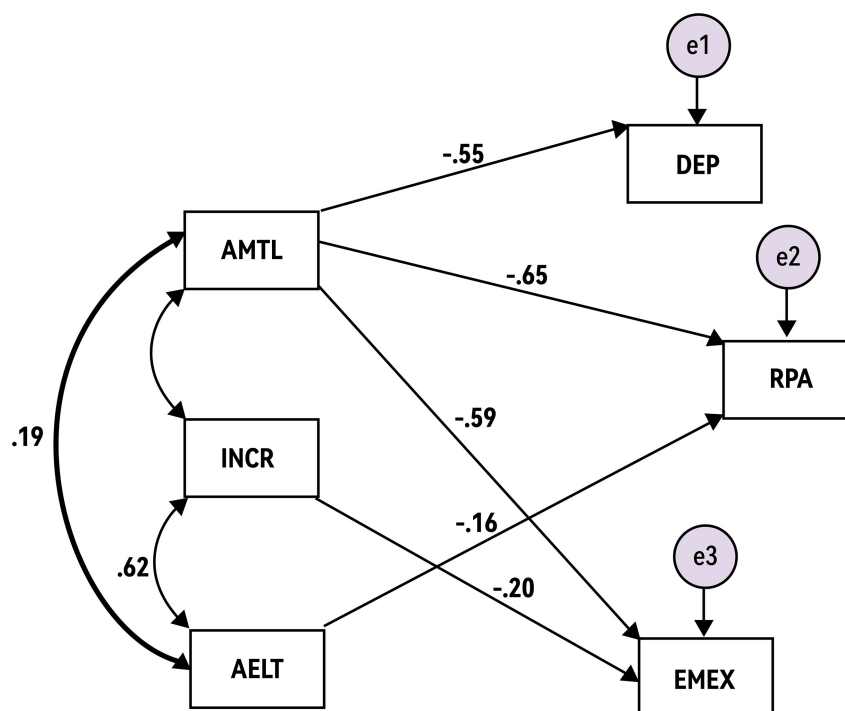 e1
-.55
DEP
AMTL
e2
-.65
RPA
-.59
.19
INCR
-.16
e3
.62
-.20
AELT
EMEX